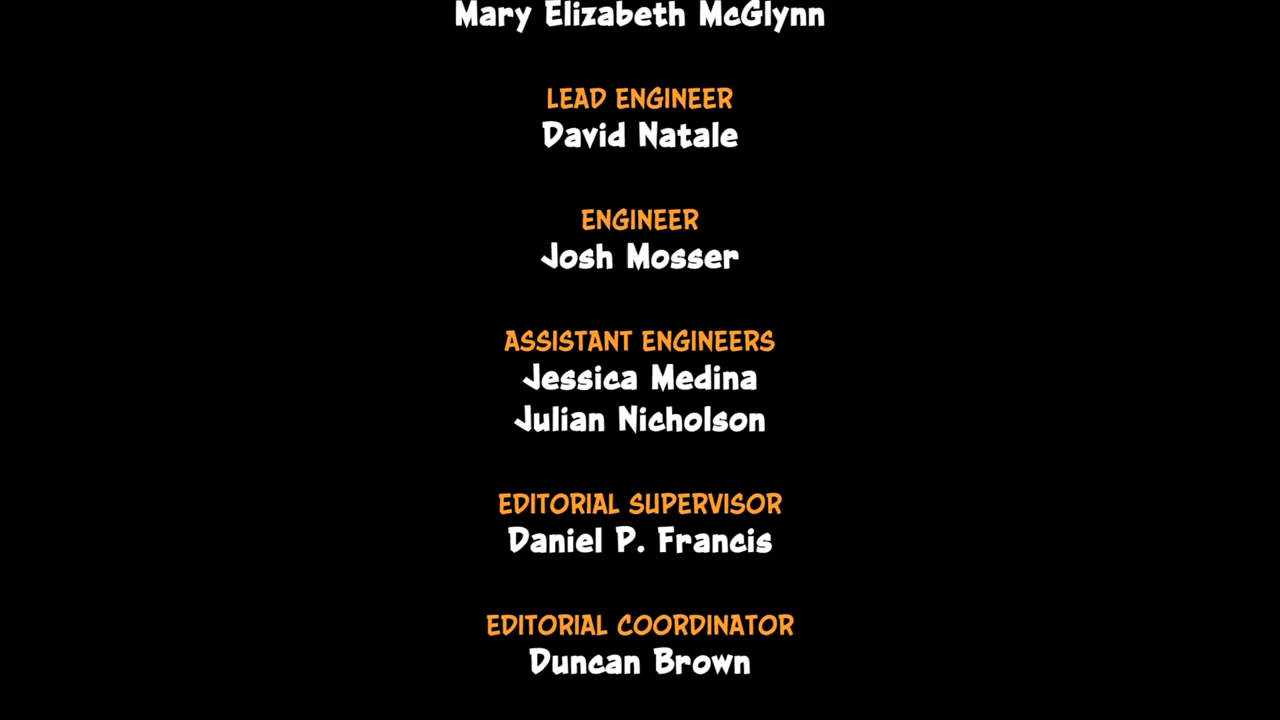 Mary Elizabeth McGlynn
LEAD ENGINEER
David Natale
ENGINEER
Josh Mosser
ASSISTANT ENGINEERS
Jessica Medina
Julian Nicholson
EDITORIAL SUPERVISOR
Daniel P. Francis
EDITORIAL COORDINATOR
Duncan Brown